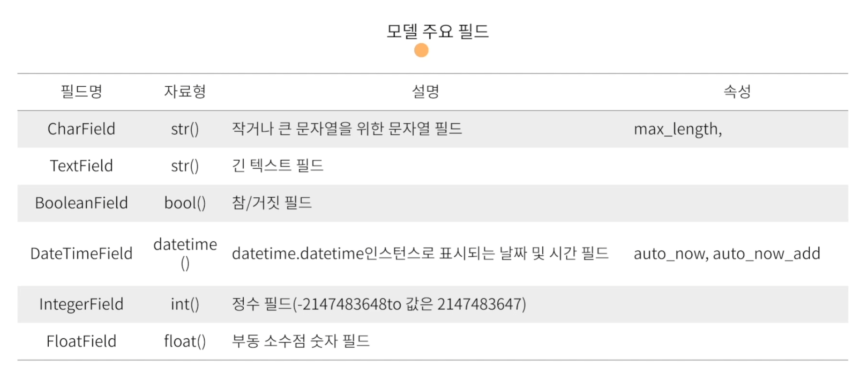 모델 주요 필드
필드명 자료형 설명 속성
CharField str() 작거나 큰 문자열을 위한 문자열 필드 max_length,
TextField str() 긴 텍스트 필드
BooleanField bool() 참/거짓 필드
DateTimeField datetime() datetime.datetime인스턴스로 표시되는 날짜 및 시간 필드 auto_now, auto_now_add
IntegerField int() 정수 필드(-2147483648to 값은 2147483647)
FloatField float() 부동 소수점 숫자 필드